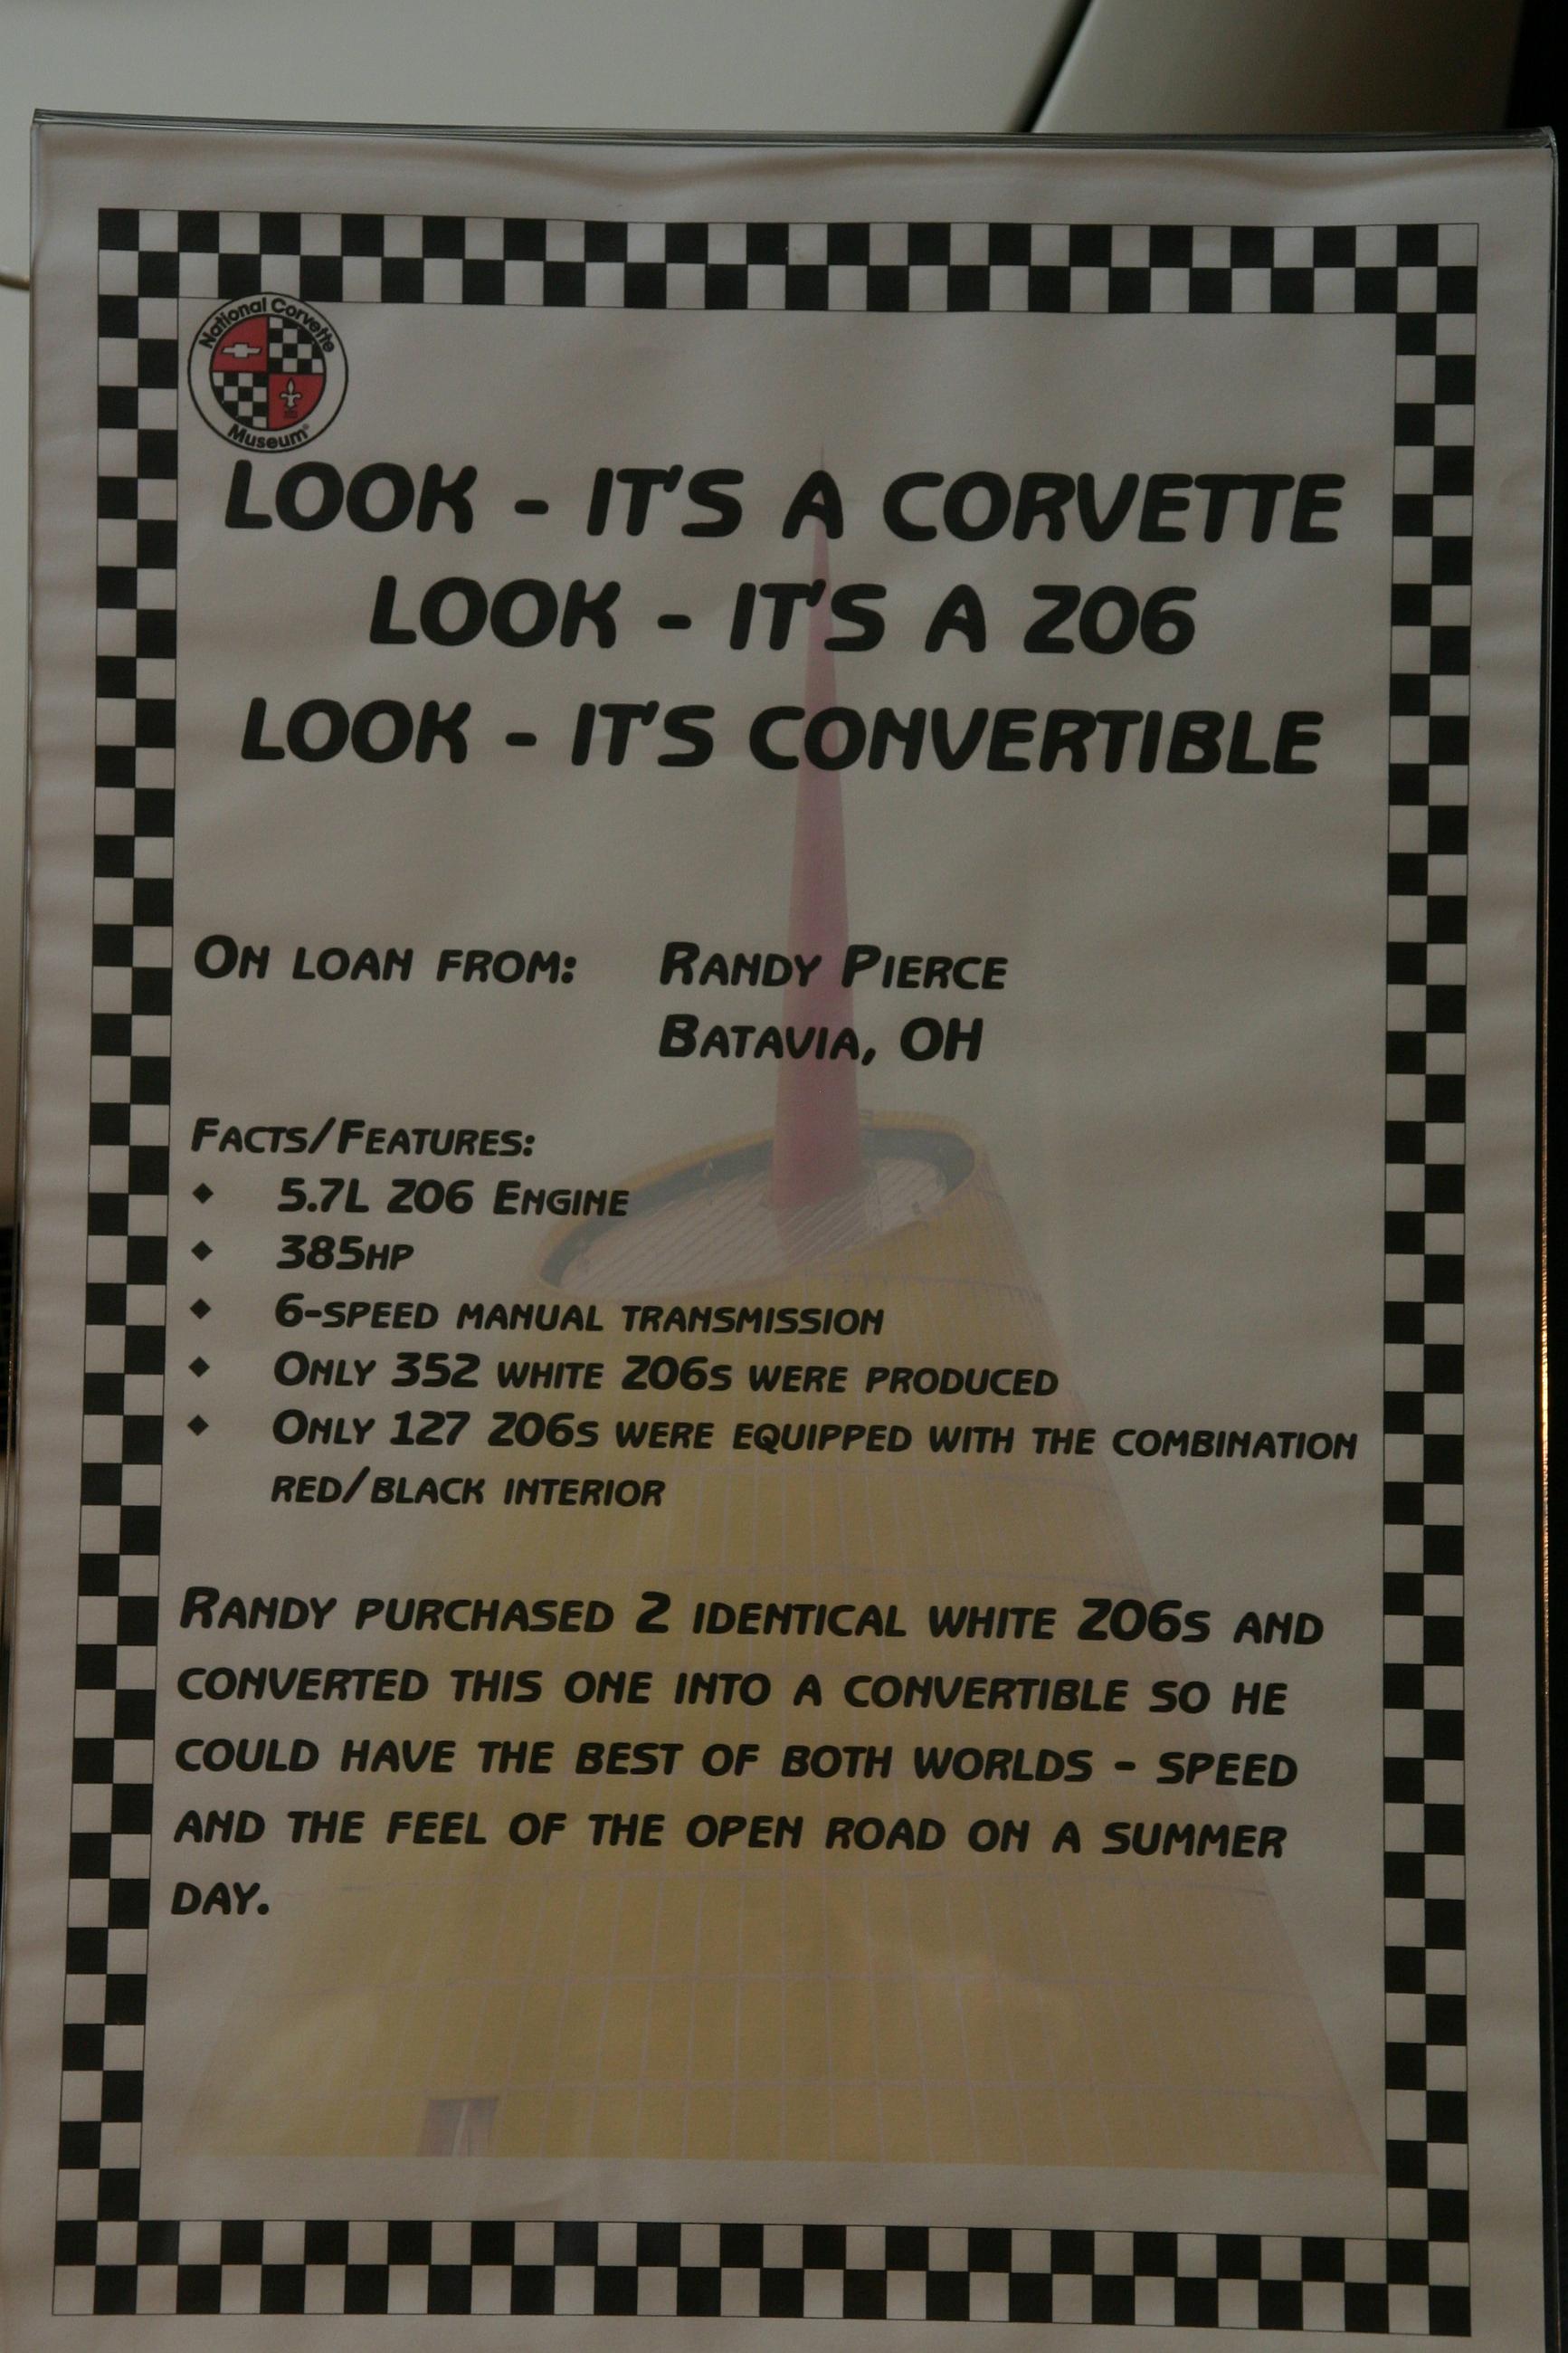 National Corvette
Museum
LOOK - IT'S A CORVETTE
LOOK - IT'S A Z06
LOOK - IT'S CONVERTIBLE
ON LOAN FROM: RANDY PIERCE
BATAVIA, OH
FACTS/FEATURES:
• 5.7L Z06 ENGINE
• 385HP
• 6-SPEED MANUAL TRANSMISSION
• ONLY 352 WHITE Z06S WERE PRODUCED
• ONLY 127 Z06S WERE EQUIPPED WITH THE COMBINATION
RED/BLACK INTERIOR
RANDY PURCHASED 2 IDENTICAL WHITE Z06S AND
CONVERTED THIS ONE INTO A CONVERTIBLE SO HE
COULD HAVE THE BEST OF BOTH WORLDS - SPEED
AND THE FEEL OF THE OPEN ROAD ON A SUMMER
DAY.